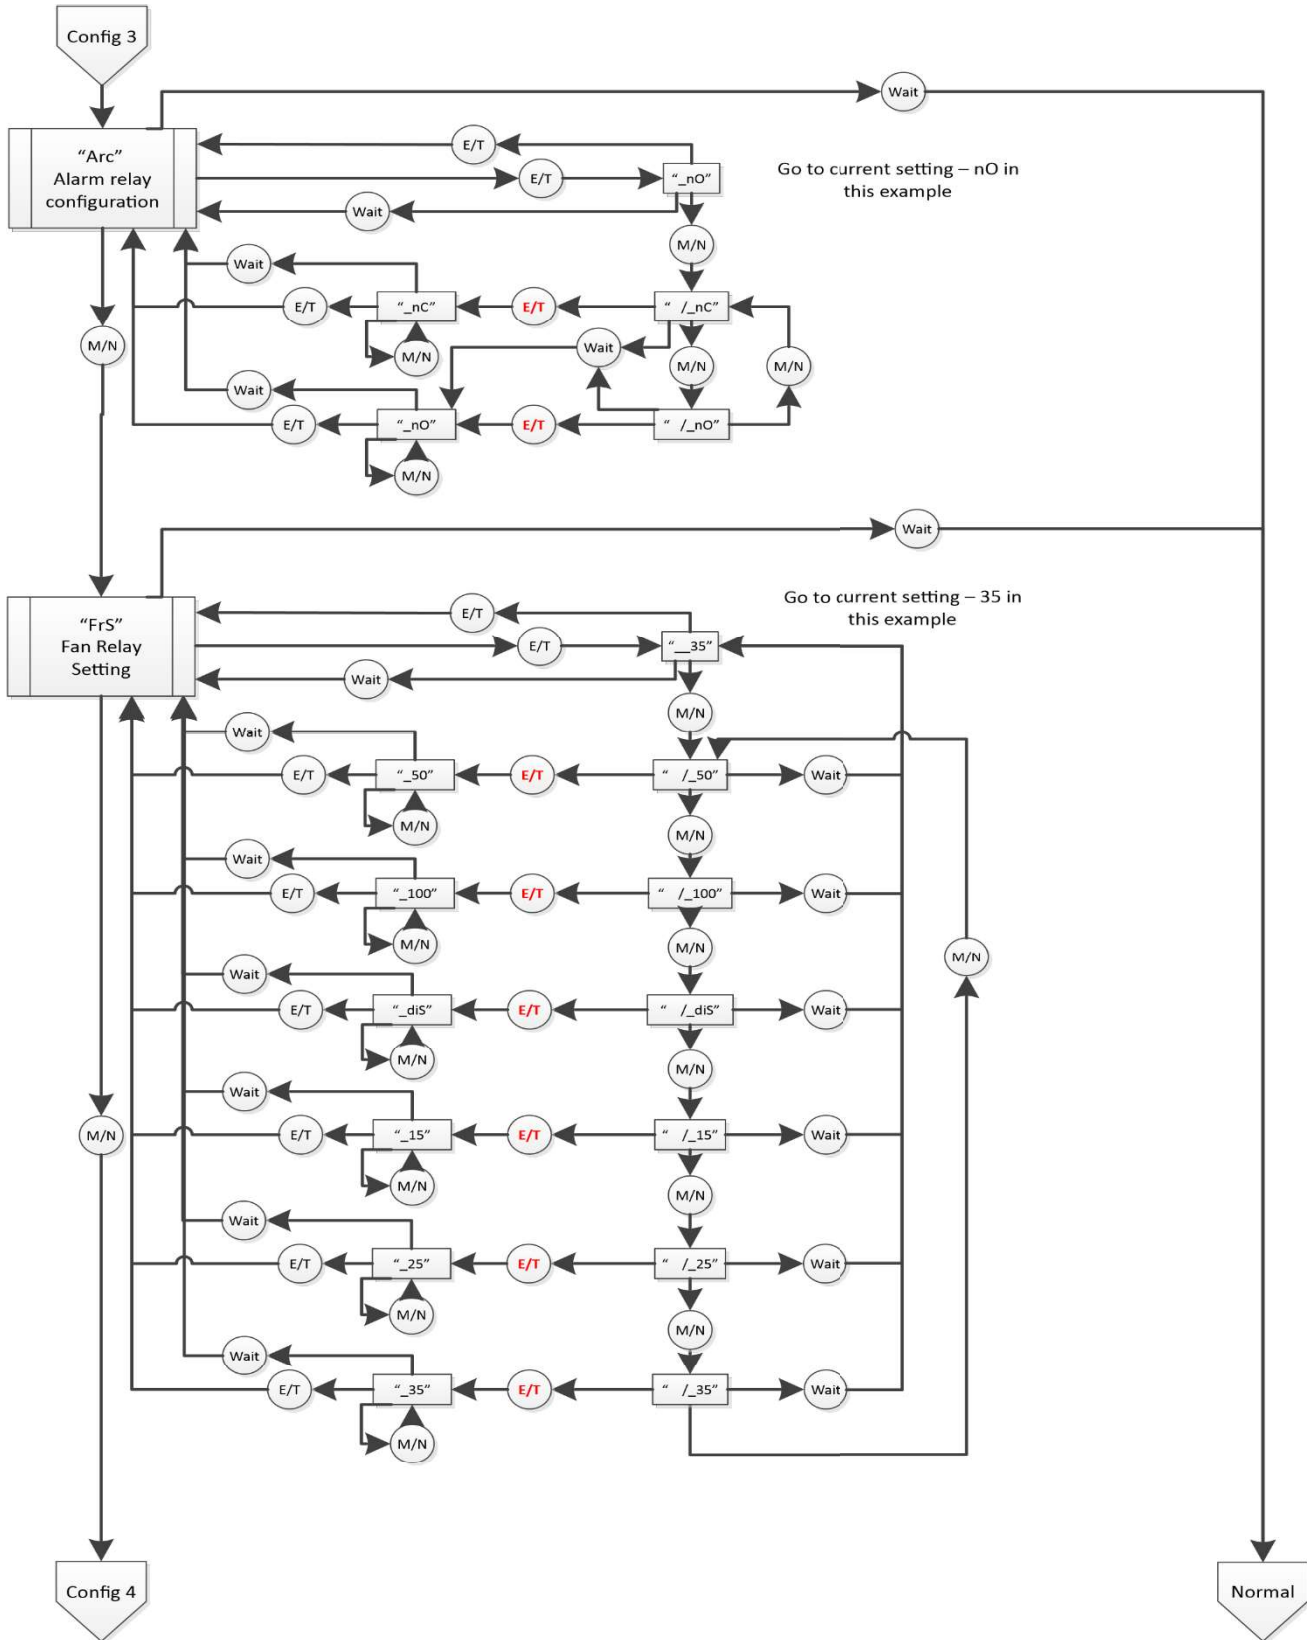 Config 3
Wait
"Arc"
Alarm relay
configuration
E/T
E/T
"_nO"
Go to current setting – nO in
this example
Wait
M/N
Wait
E/T
"_nC"
E/T
" /_nC"
M/N
M/N
Wait
M/N
M/N
Wait
E/T
"_nO"
E/T
" /_nO"
M/N
Wait
"FrS"
Fan Relay
Setting
E/T
E/T
"__35"
Go to current setting – 35 in
this example
Wait
M/N
Wait
E/T
"_50"
E/T
" /_50"
Wait
M/N
M/N
Wait
E/T
"_100"
E/T
" /_100"
Wait
M/N
M/N
M/N
Wait
E/T
"_diS"
E/T
" /_diS"
Wait
M/N
M/N
Wait
M/N
E/T
"_15"
E/T
" /_15"
Wait
M/N
M/N
Wait
E/T
"_25"
E/T
" /_25"
Wait
M/N
M/N
Wait
E/T
"_35"
E/T
" /_35"
Wait
M/N
Config 4
Normal